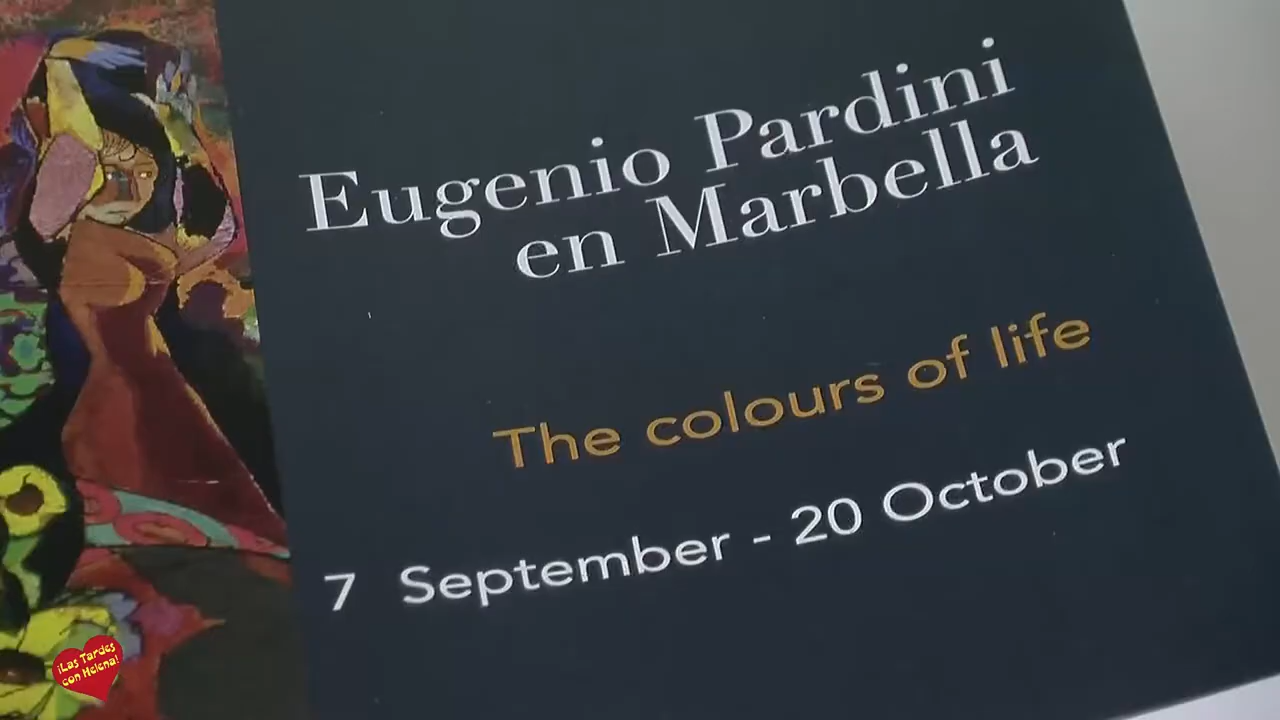 Eugenio Pardini
en Marbella
The colours of life
7 September - 20 October
¡Las Tardes
con Helena!